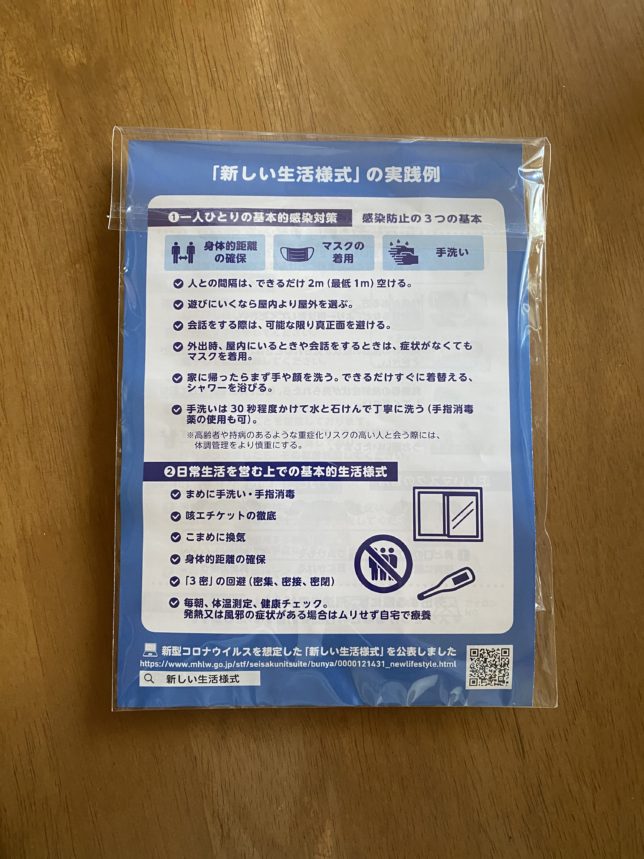 「新しい生活様式」の実践例
❶一人ひとりの基本的感染対策
感染防止の３つの基本
身体的距離
の確保
マスクの
着用
手洗い
人との間隔は、できるだけ2m（最低1m）空ける。
遊びにいくなら屋内より屋外を選ぶ。
会話をする際は、可能な限り真正面を避ける。
外出時、屋内にいるときや会話をするときは、症状がなくても
マスクを着用。
家に帰ったらまず手や顔を洗う。できるだけすぐに着替える、
シャワーを浴びる。
手洗いは30秒程度かけて水と石けんで丁寧に洗う（手指消毒
薬の使用も可）。
※高齢者や持病のあるような重症化リスクの高い人と会う際には、
体調管理をより慎重にする。
❷日常生活を営む上での基本的生活様式
まめに手洗い・手指消毒
咳エチケットの徹底
こまめに換気
身体的距離の確保
「3密」の回避（密集、密接、密閉）
毎朝、体温測定、健康チェック。
発熱又は風邪の症状がある場合はムリせず自宅で療養
新型コロナウイルスを想定した「新しい生活様式」を公表しました
https://www.mhlw.go.jp/stf/seisakunitsuite/bunya/0000121431_newlifestyle.html
新しい生活様式